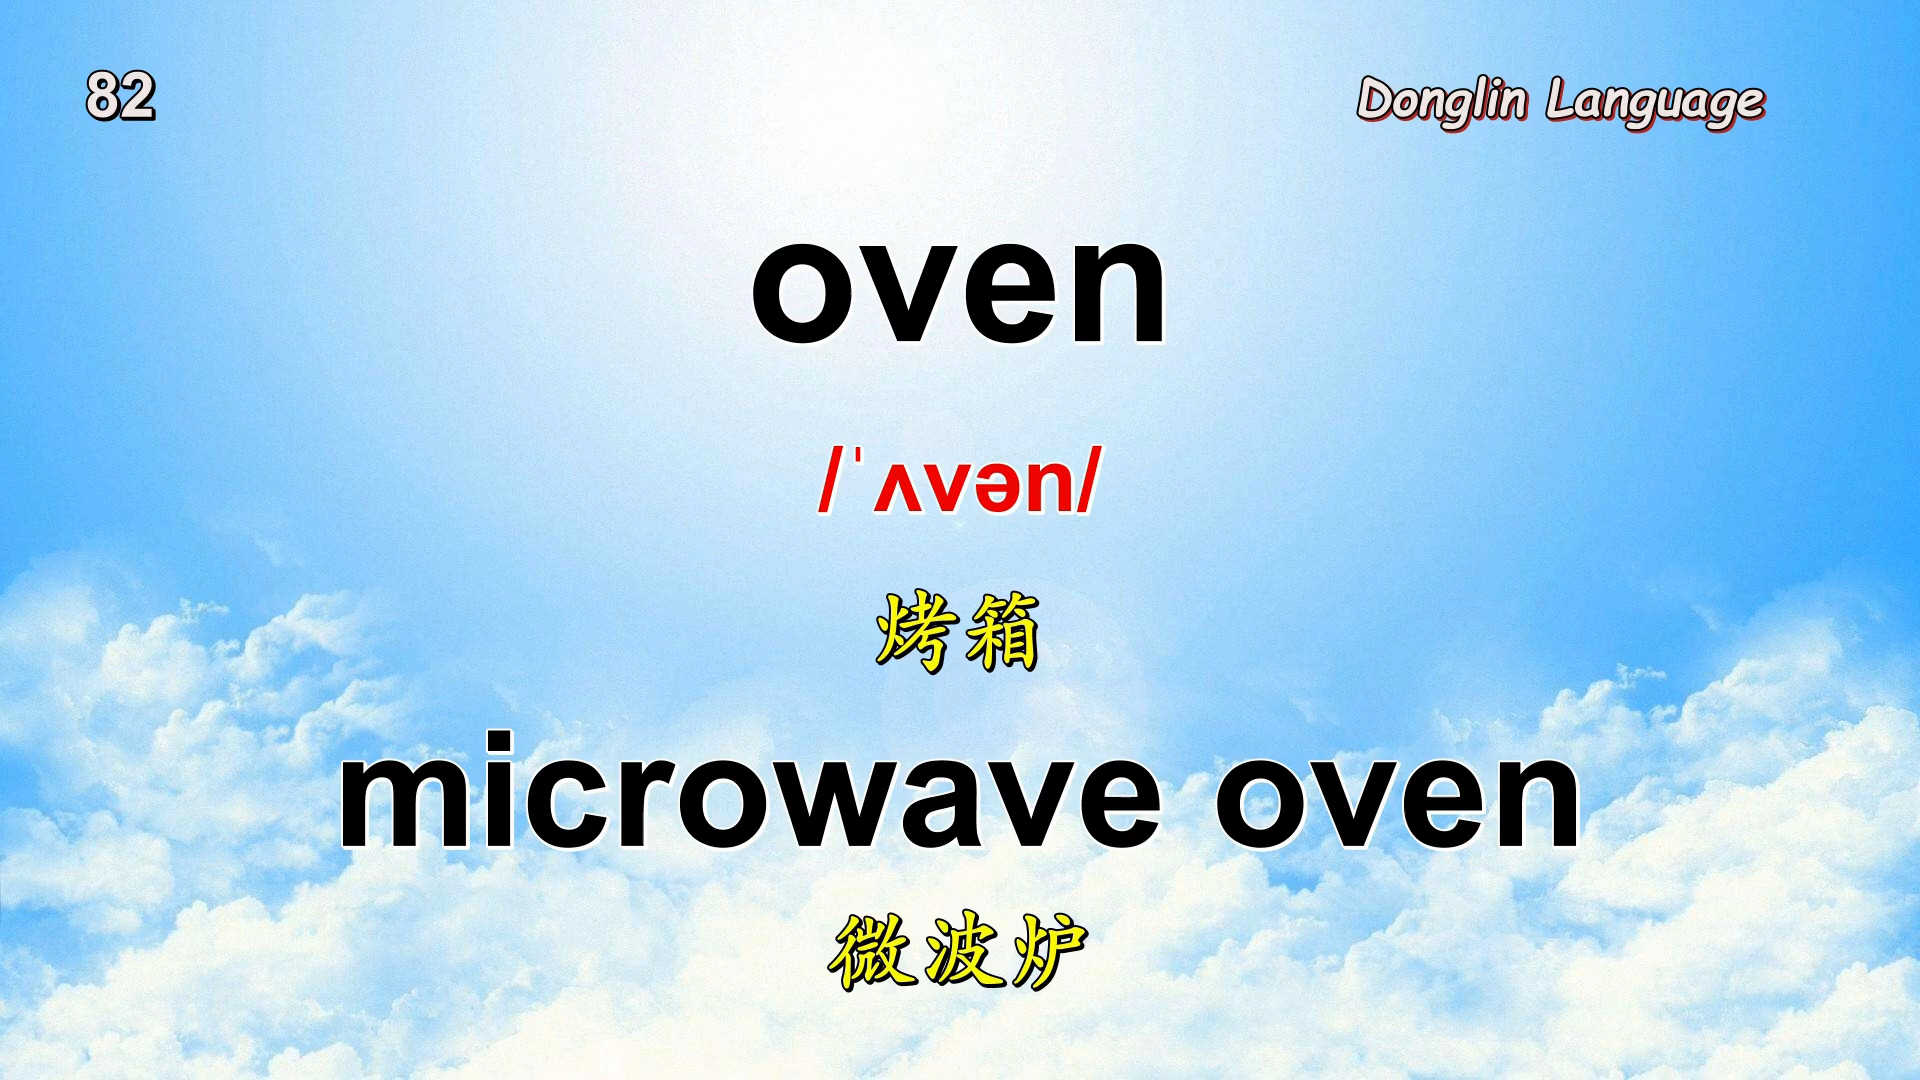 82
Donglin Language
oven
/ˈʌvən/
烤箱
microwave oven
微波炉